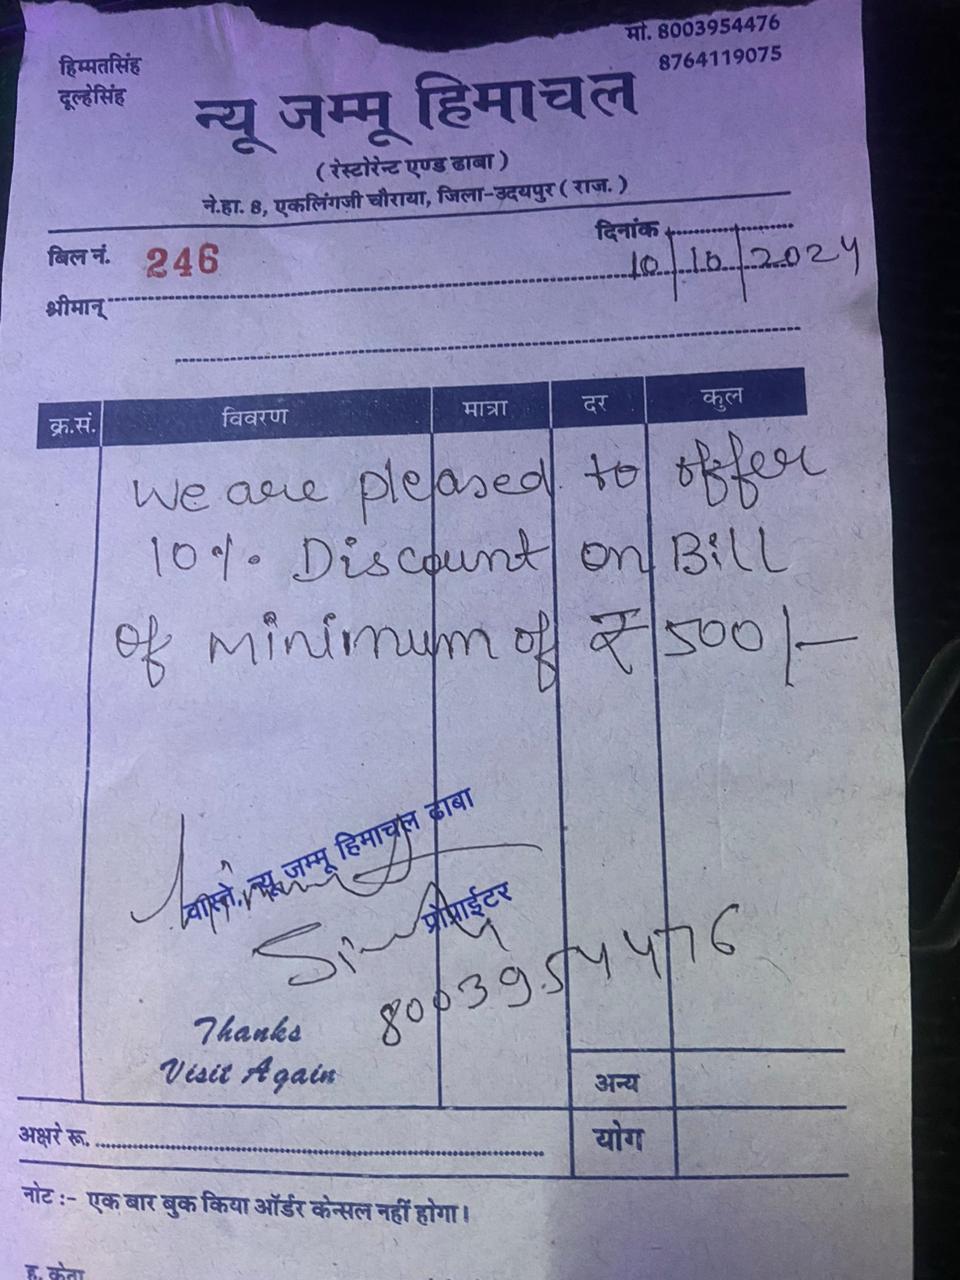 हिम्मतसिंह
दूल्हेसिंह
मो. 8003954476
8764119075
न्यू जम्मू हिमाचल
( रेस्टोरेन्ट एण्ड ढाबा )
ने.हा. 8, एकलिंगजी चौराया, जिला-उदयपुर ( राज. )
बिल नं. 246
दिनांक 10/10/2024
श्रीमान्
क्र.सं. विवरण मात्रा दर कुल
We are pleased to offer
10% Discount on Bill
of minimum of ₹ 500/-
वास्ते. न्यू जम्मू हिमाचल ढाबा
प्रोपाईटर
8003954476
Thanks
Visit Again
अन्य
अक्षरे रू.
योग
नोट :- एक बार बुक किया ऑर्डर केन्सल नहीं होगा।
ह. केता